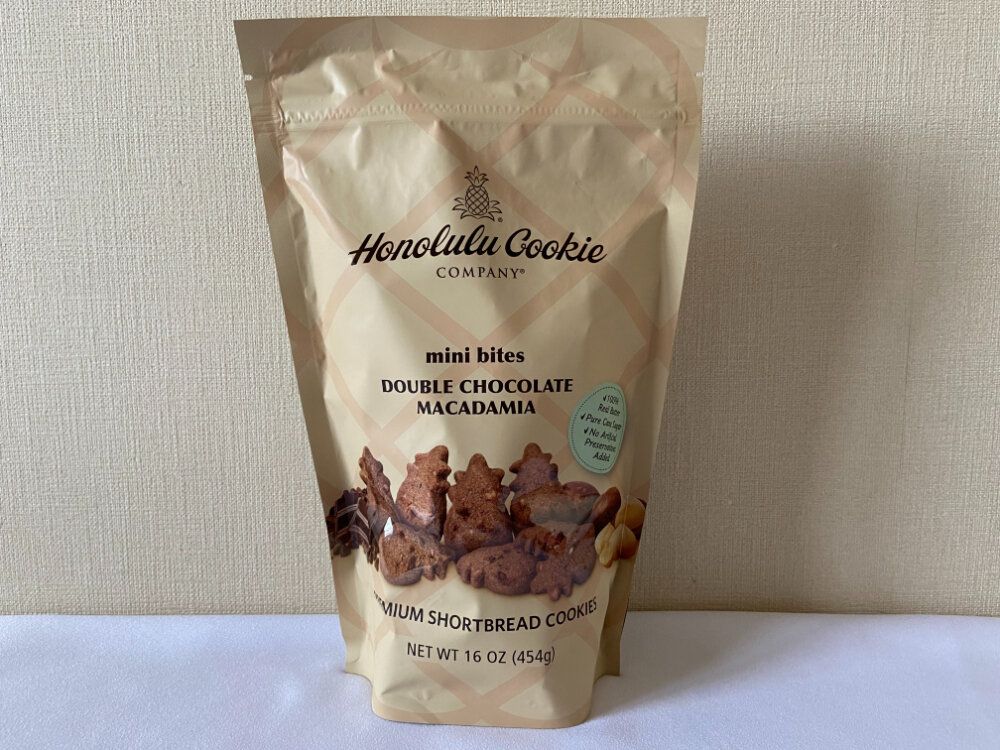 Honolulu Cookie
COMPANY®
mini bites
DOUBLE CHOCOLATE
MACADAMIA
✓100%
Real Butter
✓Pure Cane Sugar
✓No Artificial
Preservatives
Added
MIUM SHORTBREAD COOKIES
NET WT 16 OZ (454g)